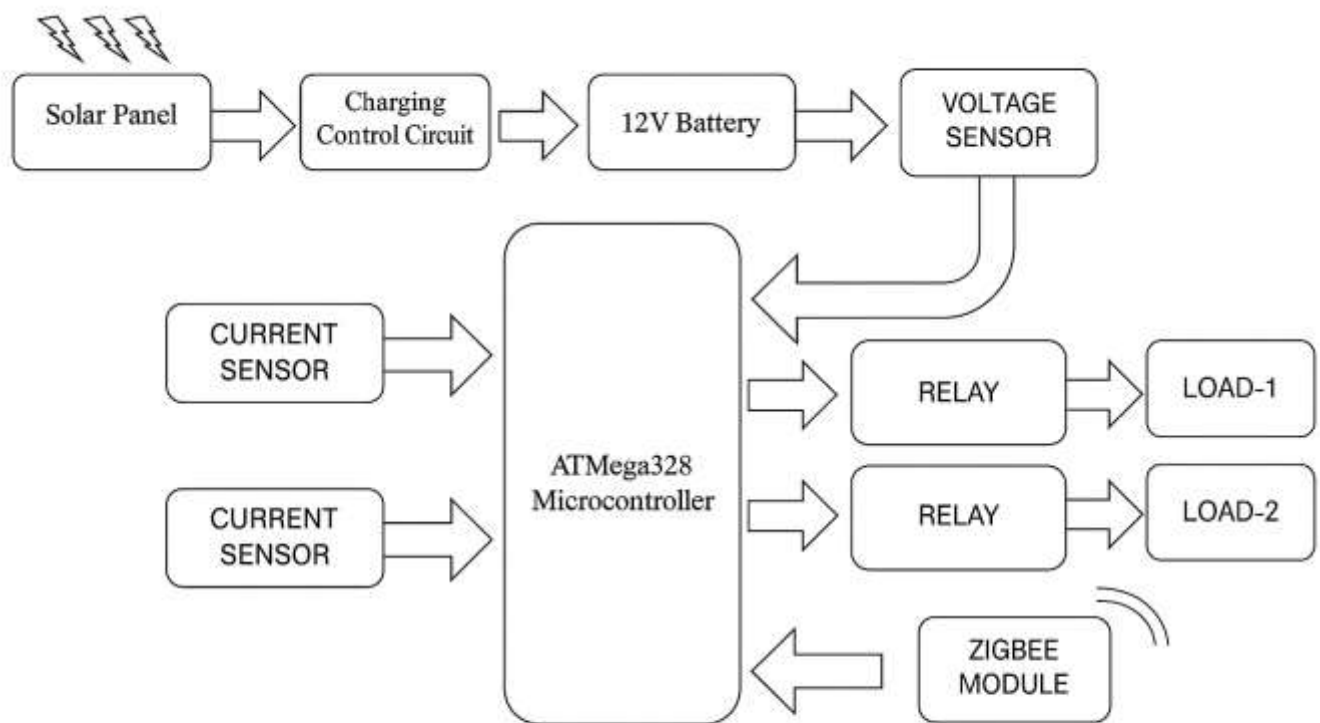 Solar Panel
Charging
Control Circuit
12V Battery
VOLTAGE
SENSOR
CURRENT
SENSOR
CURRENT
SENSOR
ATMega328
Microcontroller
RELAY
LOAD-1
RELAY
LOAD-2
ZIGBEE
MODULE